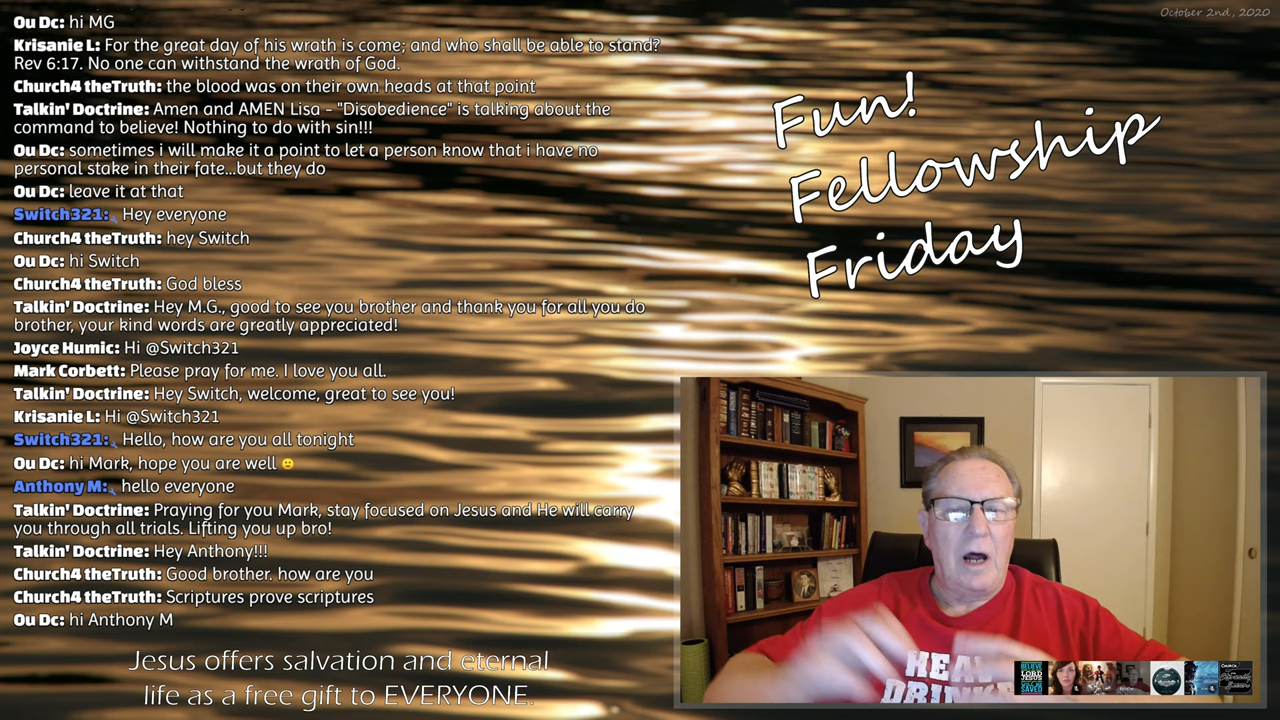 Ou Dc: hi MG
Krisanie L: For the great day of his wrath is come; and who shall be able to stand?
Rev 6:17. No one can withstand the wrath of God.
Church4 theTruth: the blood was on their own heads at that point
Talkin' Doctrine: Amen and AMEN Lisa - "Disobedience" is talking about the
command to believe! Nothing to do with sin!!!
Ou Dc: sometimes i will make it a point to let a person know that i have no
personal stake in their fate...but they do
Ou Dc: leave it at that
Switch321: Hey everyone
Church4 theTruth: hey Switch
Ou Dc: hi Switch
Church4 theTruth: God bless
Talkin' Doctrine: Hey M.G., good to see you brother and thank you for all you do
brother, your kind words are greatly appreciated!
Joyce Humic: Hi @Switch321
Mark Corbett: Please pray for me. I love you all.
Talkin' Doctrine: Hey Switch, welcome, great to see you!
Krisanie L: Hi @Switch321
Switch321: Hello, how are you all tonight
Ou Dc: hi Mark, hope you are well 🙂
Anthony M: hello everyone
Talkin' Doctrine: Praying for you Mark, stay focused on Jesus and He will carry
you through all trials. Lifting you up bro!
Talkin' Doctrine: Hey Anthony!!!
Church4 theTruth: Good brother. how are you
Church4 theTruth: Scriptures prove scriptures
Ou Dc: hi Anthony M
Jesus offers salvation and eternal
life as a free gift to EVERYONE.
October 2nd, 2020
Fun!
Fellowship
Friday
BELIEVE
LORD
JESUS
SAVED
CHURCH